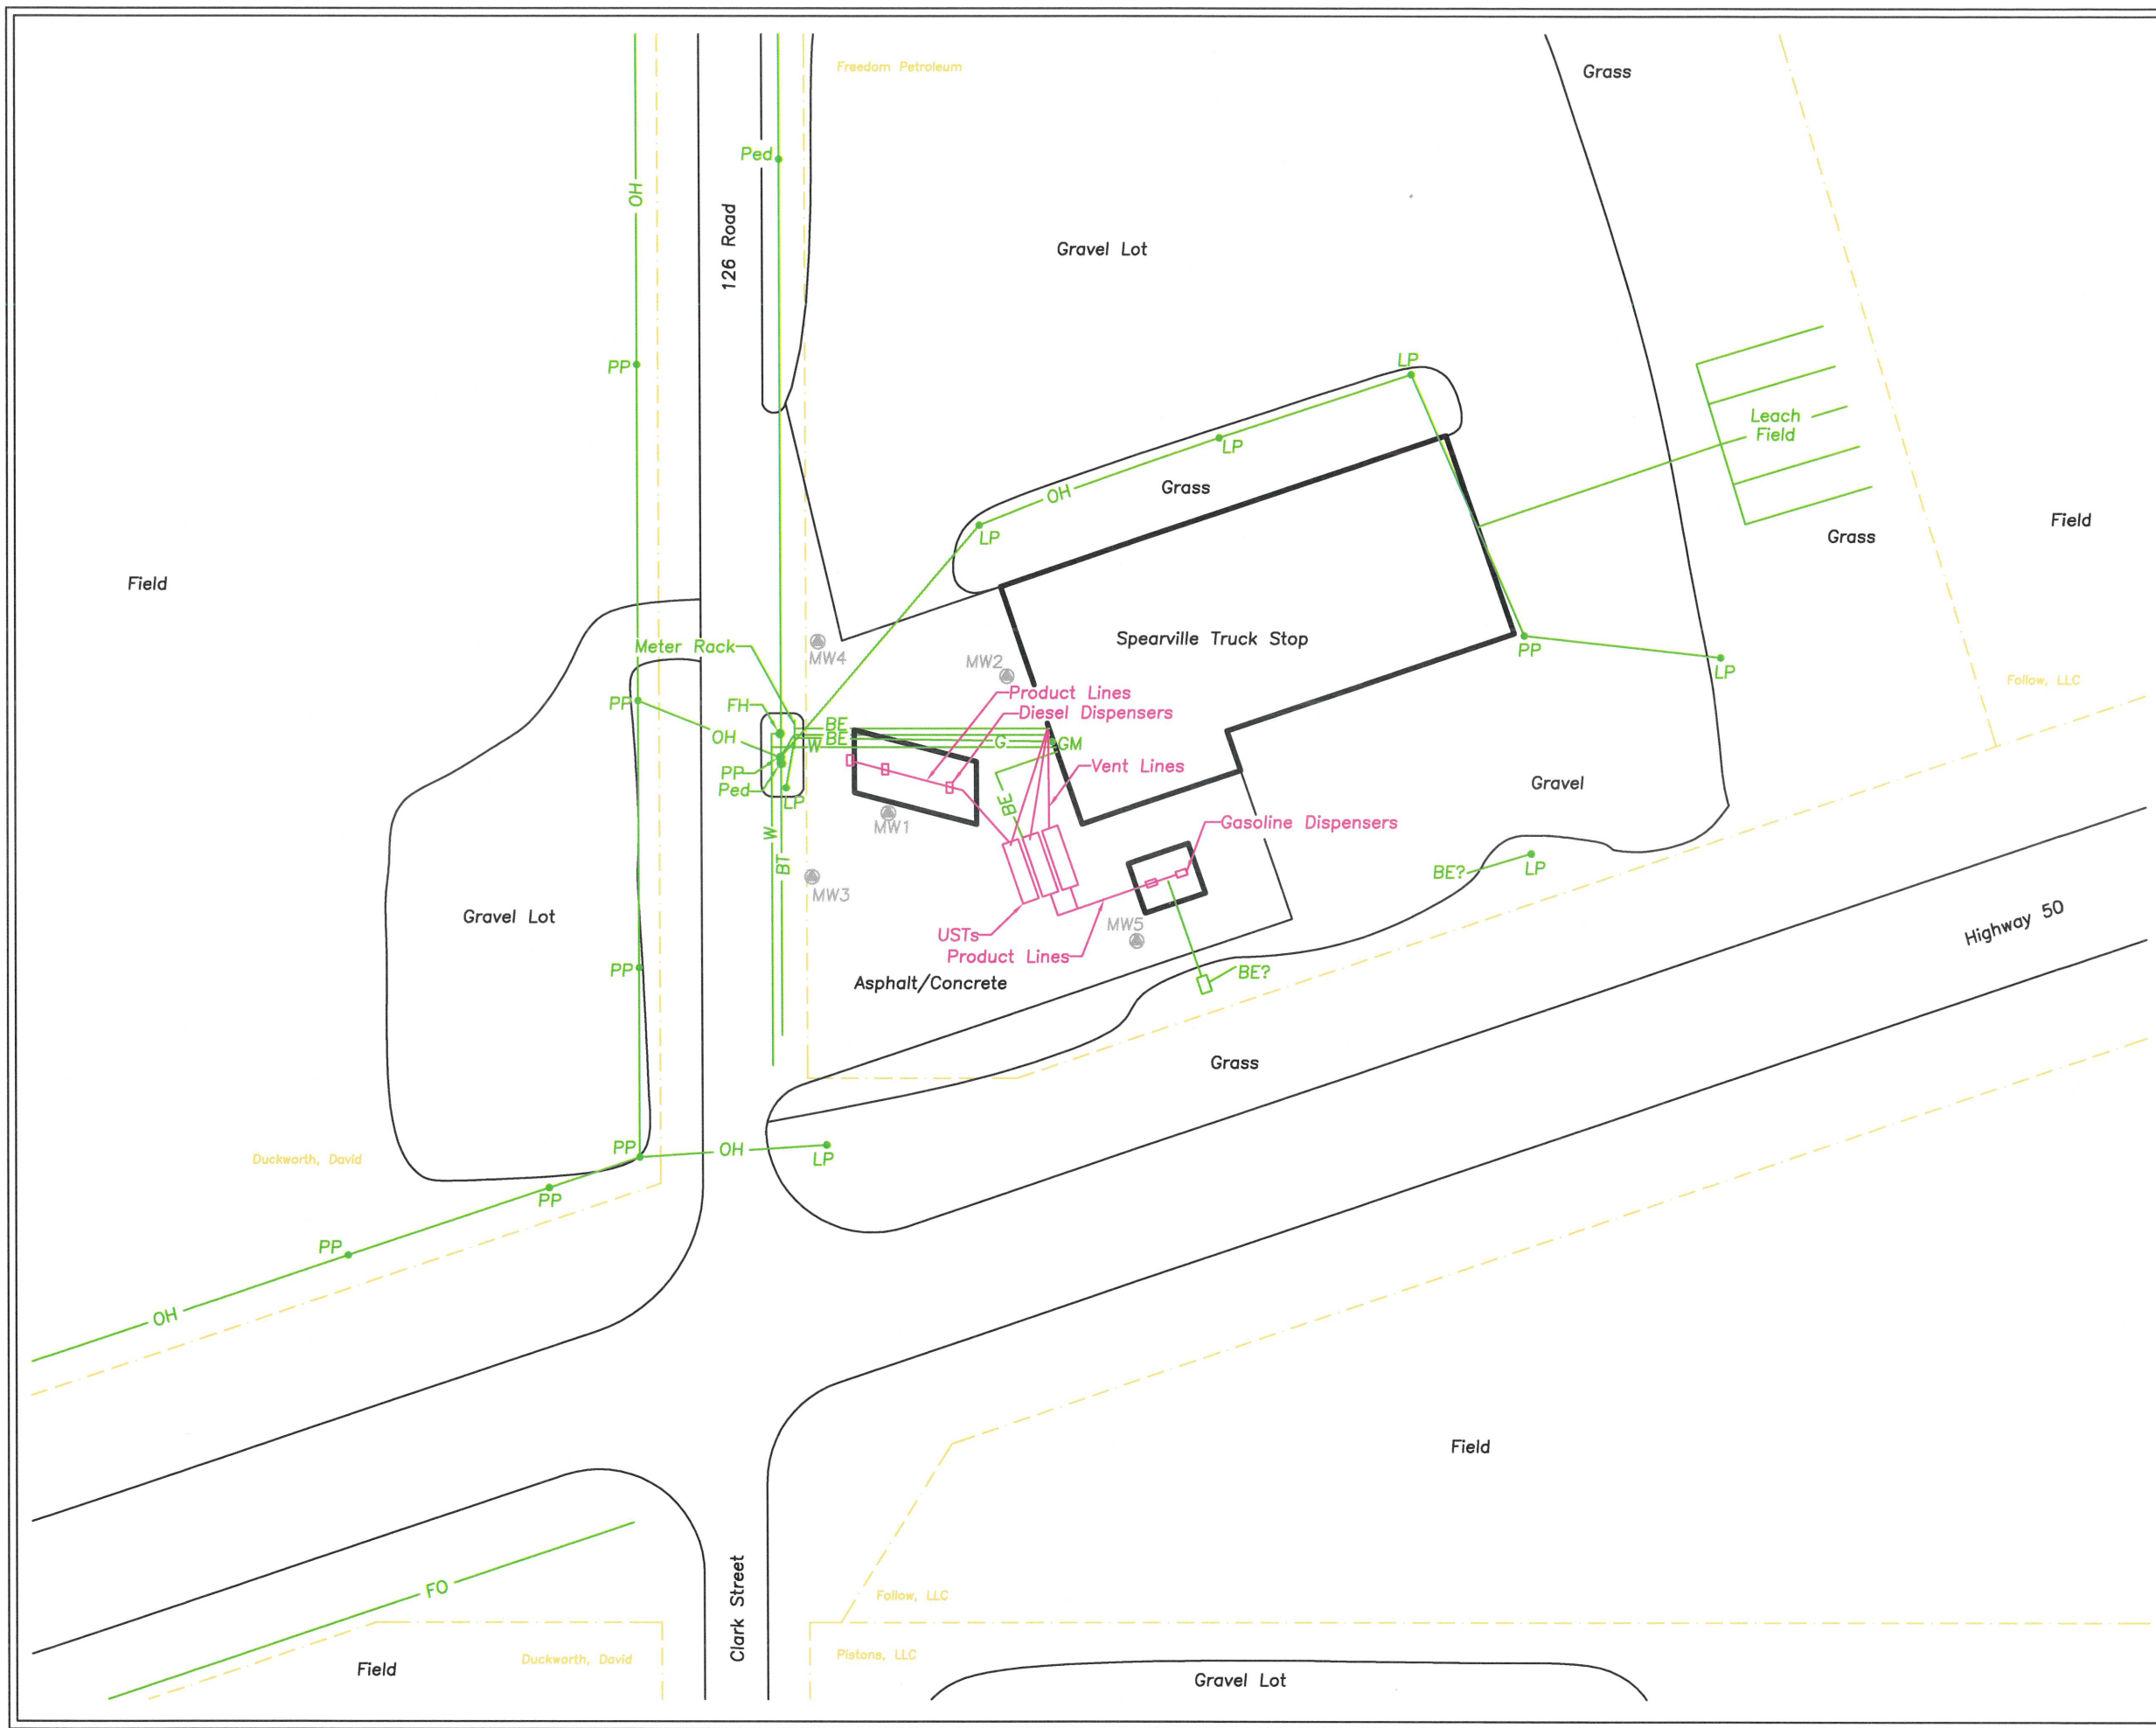 Freedom Petroleum
Grass
Ped
OH
126 Road
Gravel Lot
PP
LP
Leach
Field
LP
OH
Grass
LP
Grass
Field
Field
Meter Rack
MW4
MW2
Spearville Truck Stop
PP
LP
Follow, LLC
PP
FH
Product Lines
Diesel Dispensers
OH
BE
BE
W
G
GM
PP
Ped
LP
Vent Lines
BE
Gravel
MW1
Gasoline Dispensers
W
BT
BE?
LP
MW3
Gravel Lot
MW5
Highway 50
USTs
Product Lines
PP
BE?
Asphalt/Concrete
Grass
PP
OH
LP
Duckworth, David
PP
PP
OH
Field
FO
Clark Street
Follow, LLC
Field
Duckworth, David
Pistons, LLC
Gravel Lot